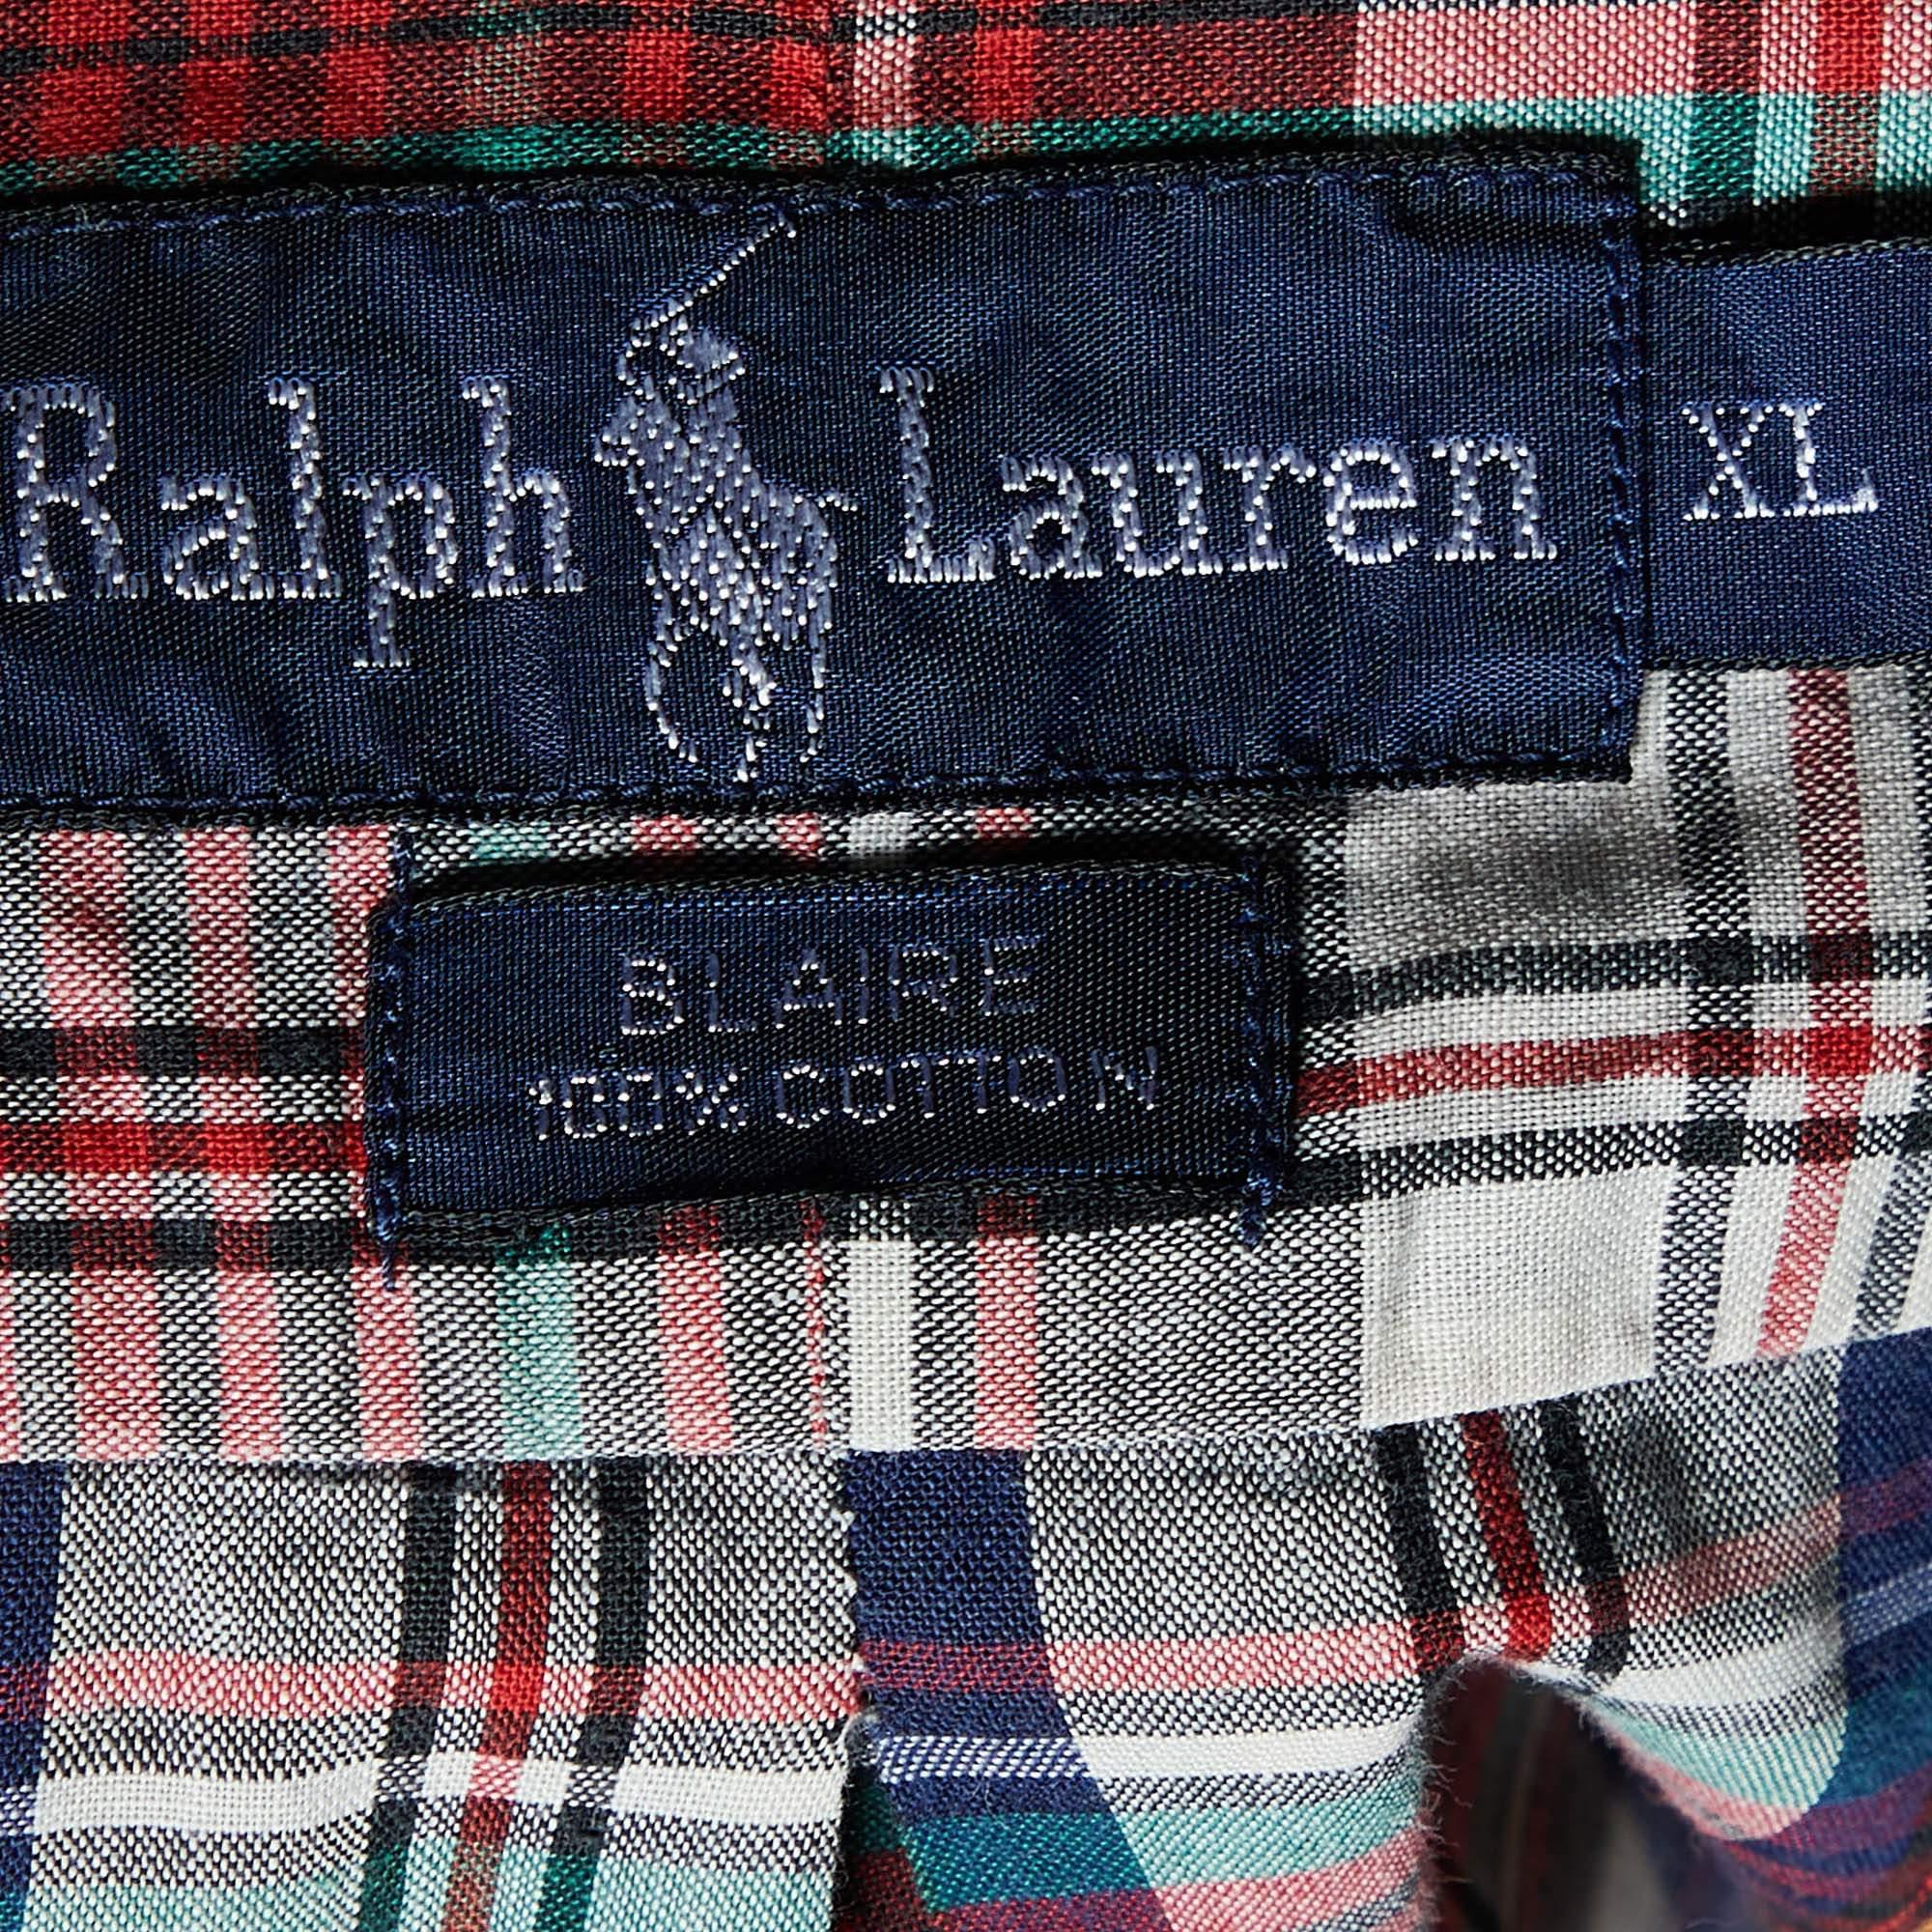 Ralph Lauren XL
BLAIRE
100% COTTON